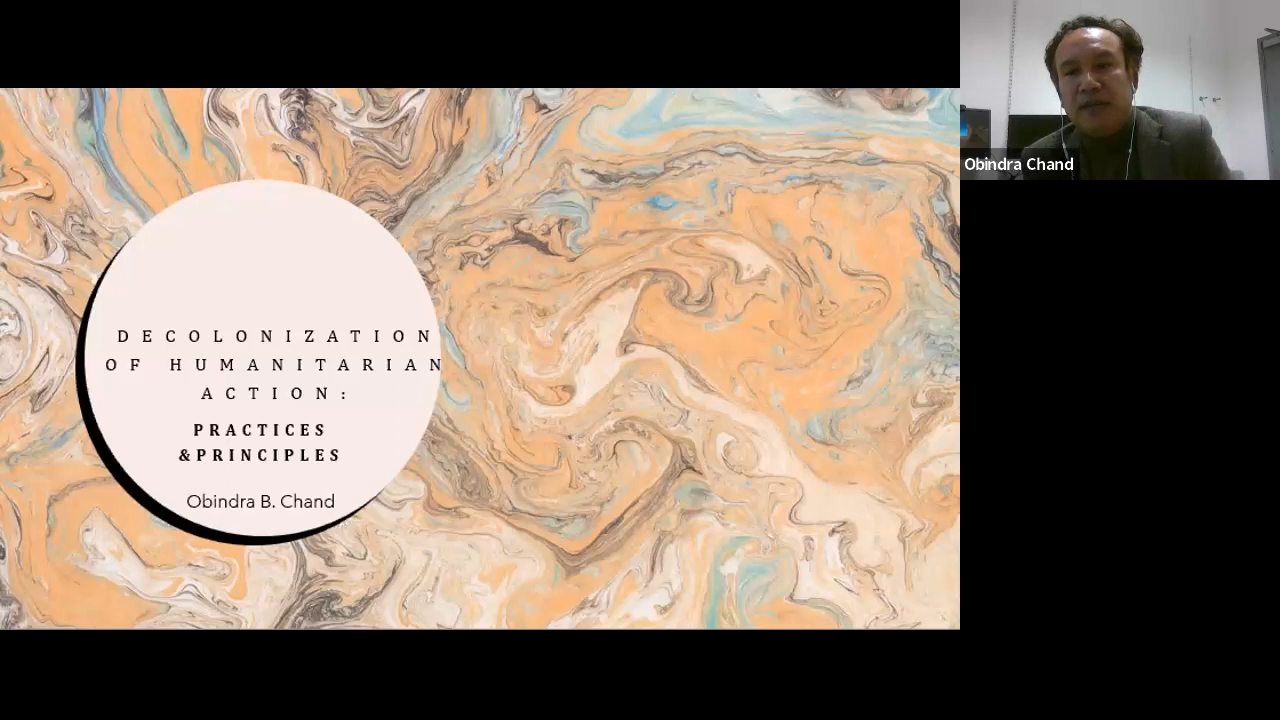 DECOLONIZATION
OF HUMANITARIAN
ACTION:
PRACTICES
&PRINCIPLES
Obindra B. Chand
Obindra Chand